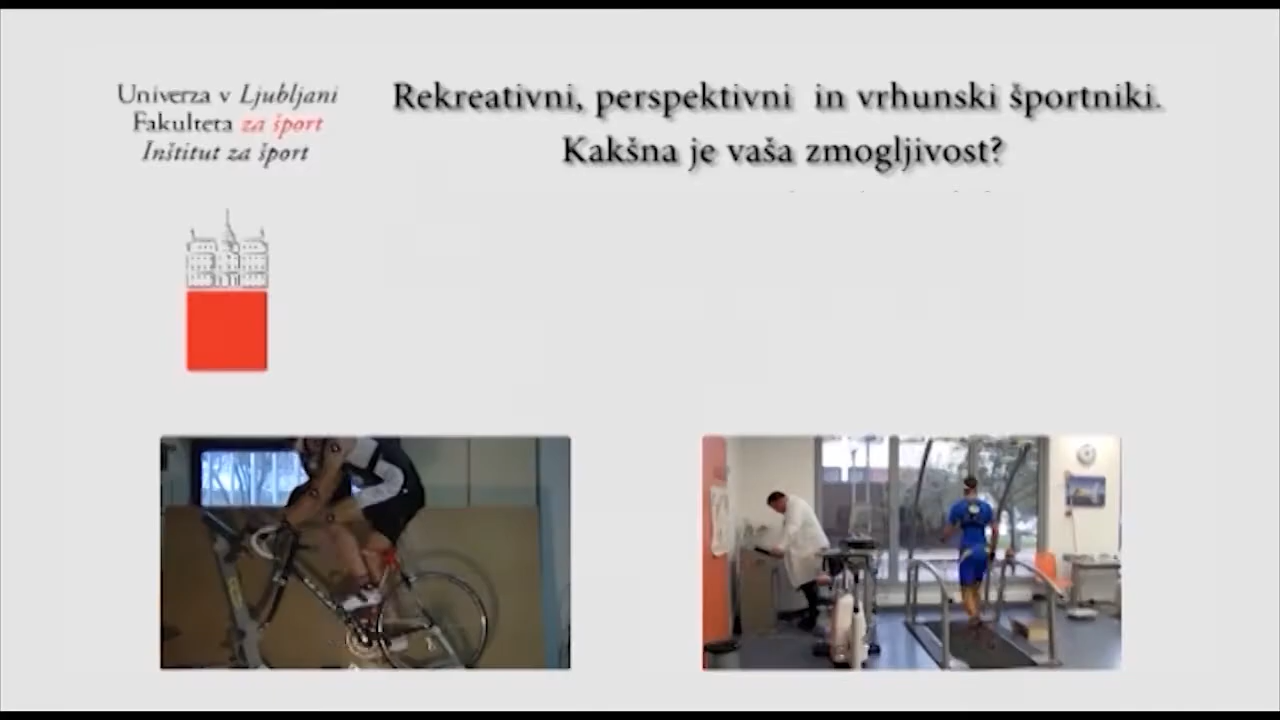 Univerza v Ljubljani
Fakulteta za šport
Inštitut za šport
Rekreativni, perspektivni in vrhunski športniki.
Kakšna je vaša zmogljivost?